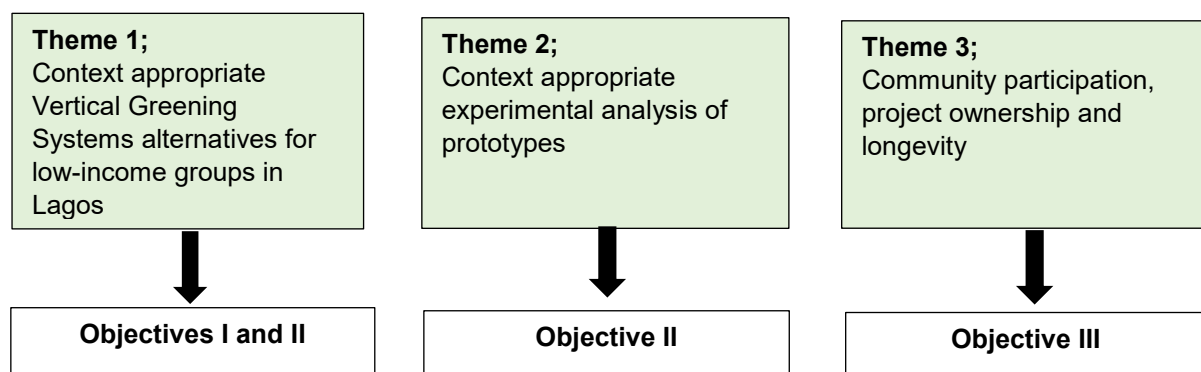 Theme 1;
Context appropriate
Vertical Greening
Systems alternatives for
low-income groups in
Lagos
Objectives I and II
Theme 2;
Context appropriate
experimental analysis of
prototypes
Objective II
Theme 3;
Community participation,
project ownership and
longevity
Objective III